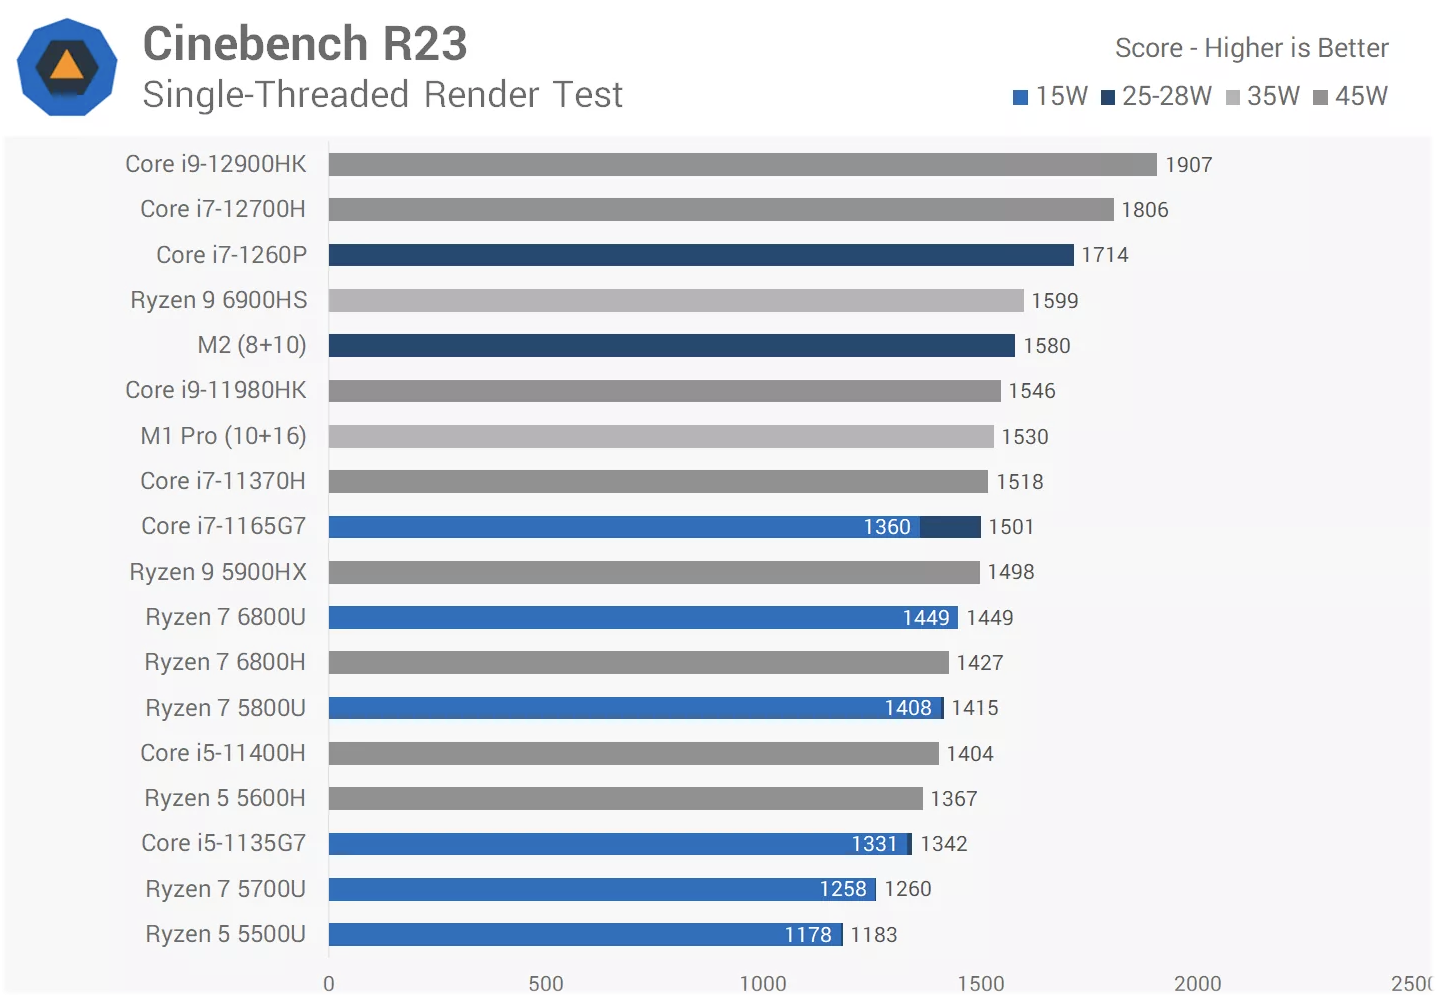 Cinebench R23
Single-Threaded Render Test
Score - Higher is Better
15W 25-28W 35W 45W
Core i9-12900HK 1907
Core i7-12700H 1806
Core i7-1260P 1714
Ryzen 9 6900HS 1599
M2 (8+10) 1580
Core i9-11980HK 1546
M1 Pro (10+16) 1530
Core i7-11370H 1518
Core i7-1165G7 1360 1501
Ryzen 9 5900HX 1498
Ryzen 7 6800U 1449 1449
Ryzen 7 6800H 1427
Ryzen 7 5800U 1408 1415
Core i5-11400H 1404
Ryzen 5 5600H 1367
Core i5-1135G7 1331 1342
Ryzen 7 5700U 1258 1260
Ryzen 5 5500U 1178 1183
0 500 1000 1500 2000 2500